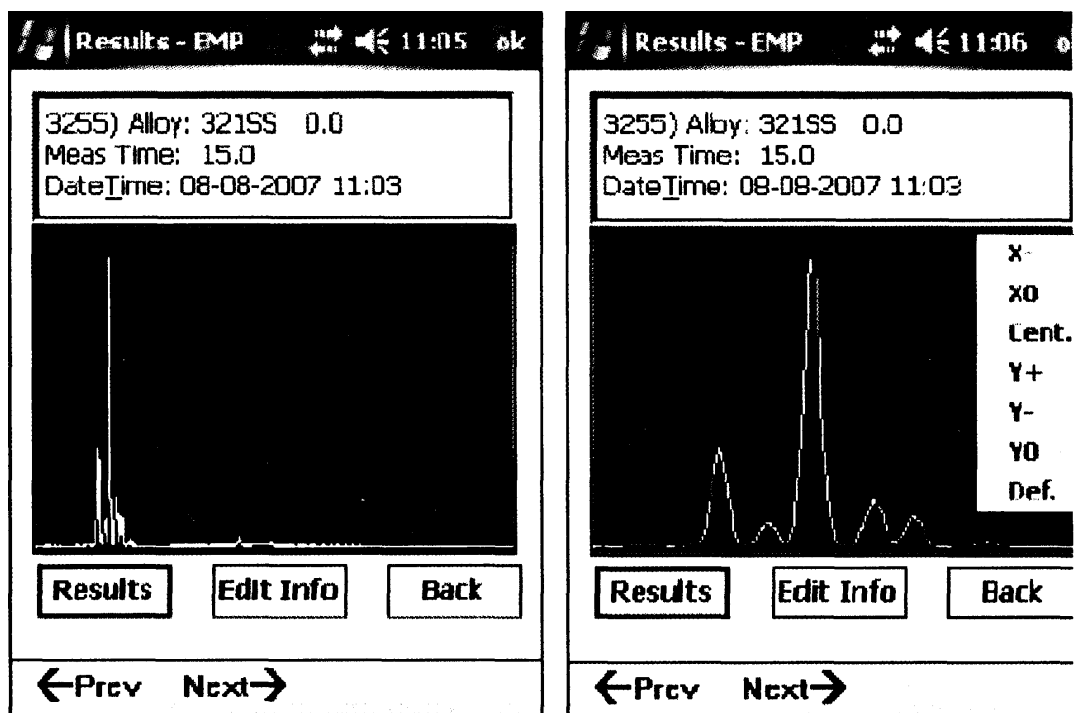 Results - EMP 11:05 ok
3255) Alloy: 321SS 0.0
Meas Time: 15.0
DateTime: 08-08-2007 11:03
Results Edit Info Back
Prev Next
Results - EMP 11:06 o
3255) Alloy: 321SS 0.0
Meas Time: 15.0
DateTime: 08-08-2007 11:03
X-
X0
Cent.
Y+
Y-
Y0
Def.
Results Edit Info Back
Prev Next